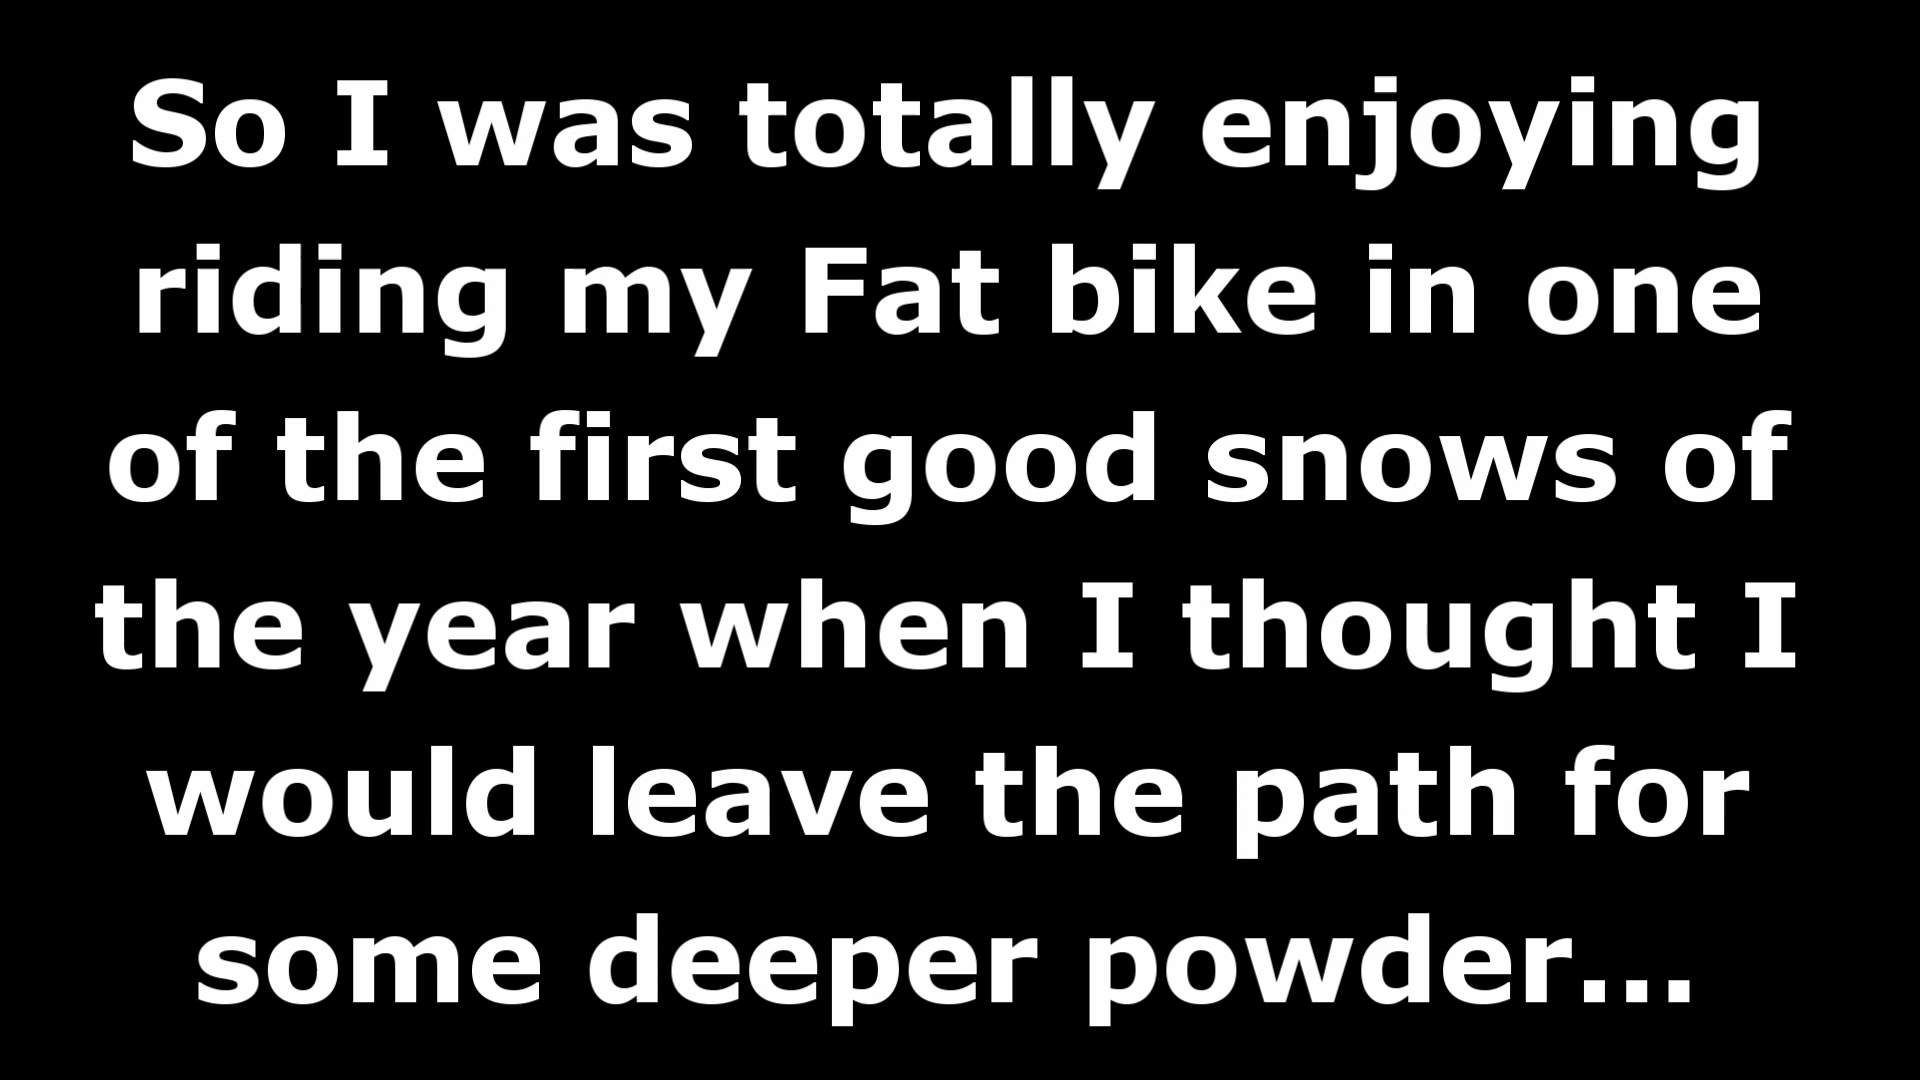 So I was totally enjoying
riding my Fat bike in one
of the first good snows of
the year when I thought I
would leave the path for
some deeper powder...